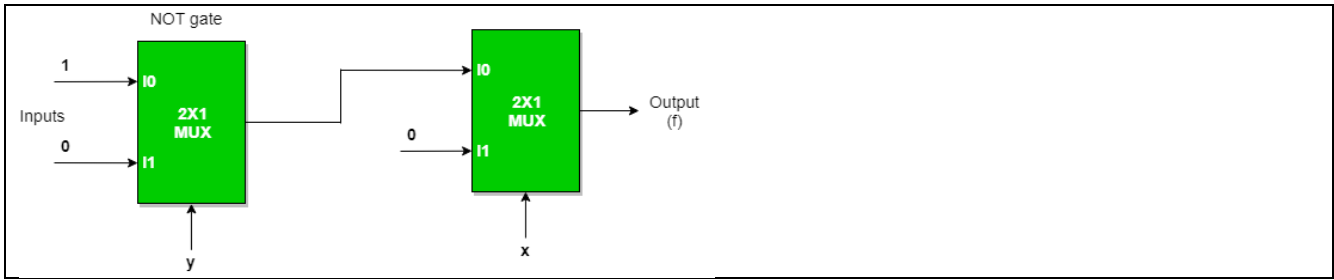 NOT gate
1
I0
Inputs
2X1
MUX
0
I1
y
I0
2X1
MUX
0
I1
x
Output
(f)